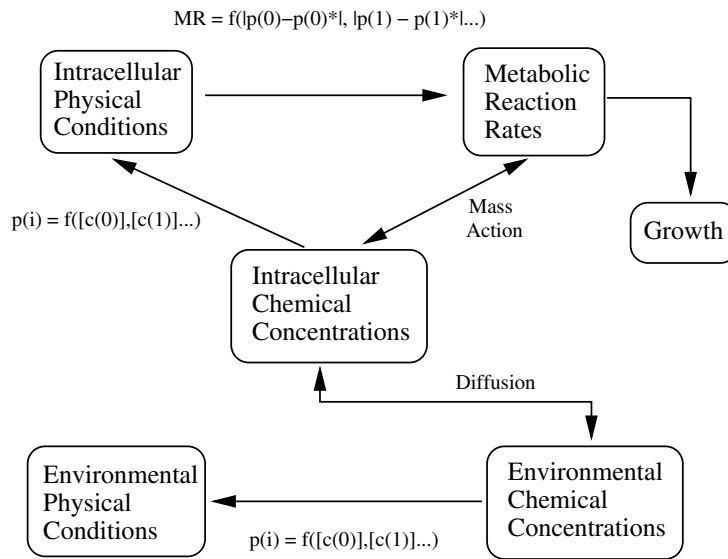 MR = f(|p(0)−p(0)*|, |p(1) − p(1)*|...)
Intracellular
Physical
Conditions
Metabolic
Reaction
Rates
p(i) = f([c(0)],[c(1)]...)
Mass
Action
Growth
Intracellular
Chemical
Concentrations
Diffusion
Environmental
Physical
Conditions
Environmental
Chemical
Concentrations
p(i) = f([c(0)],[c(1)]...)